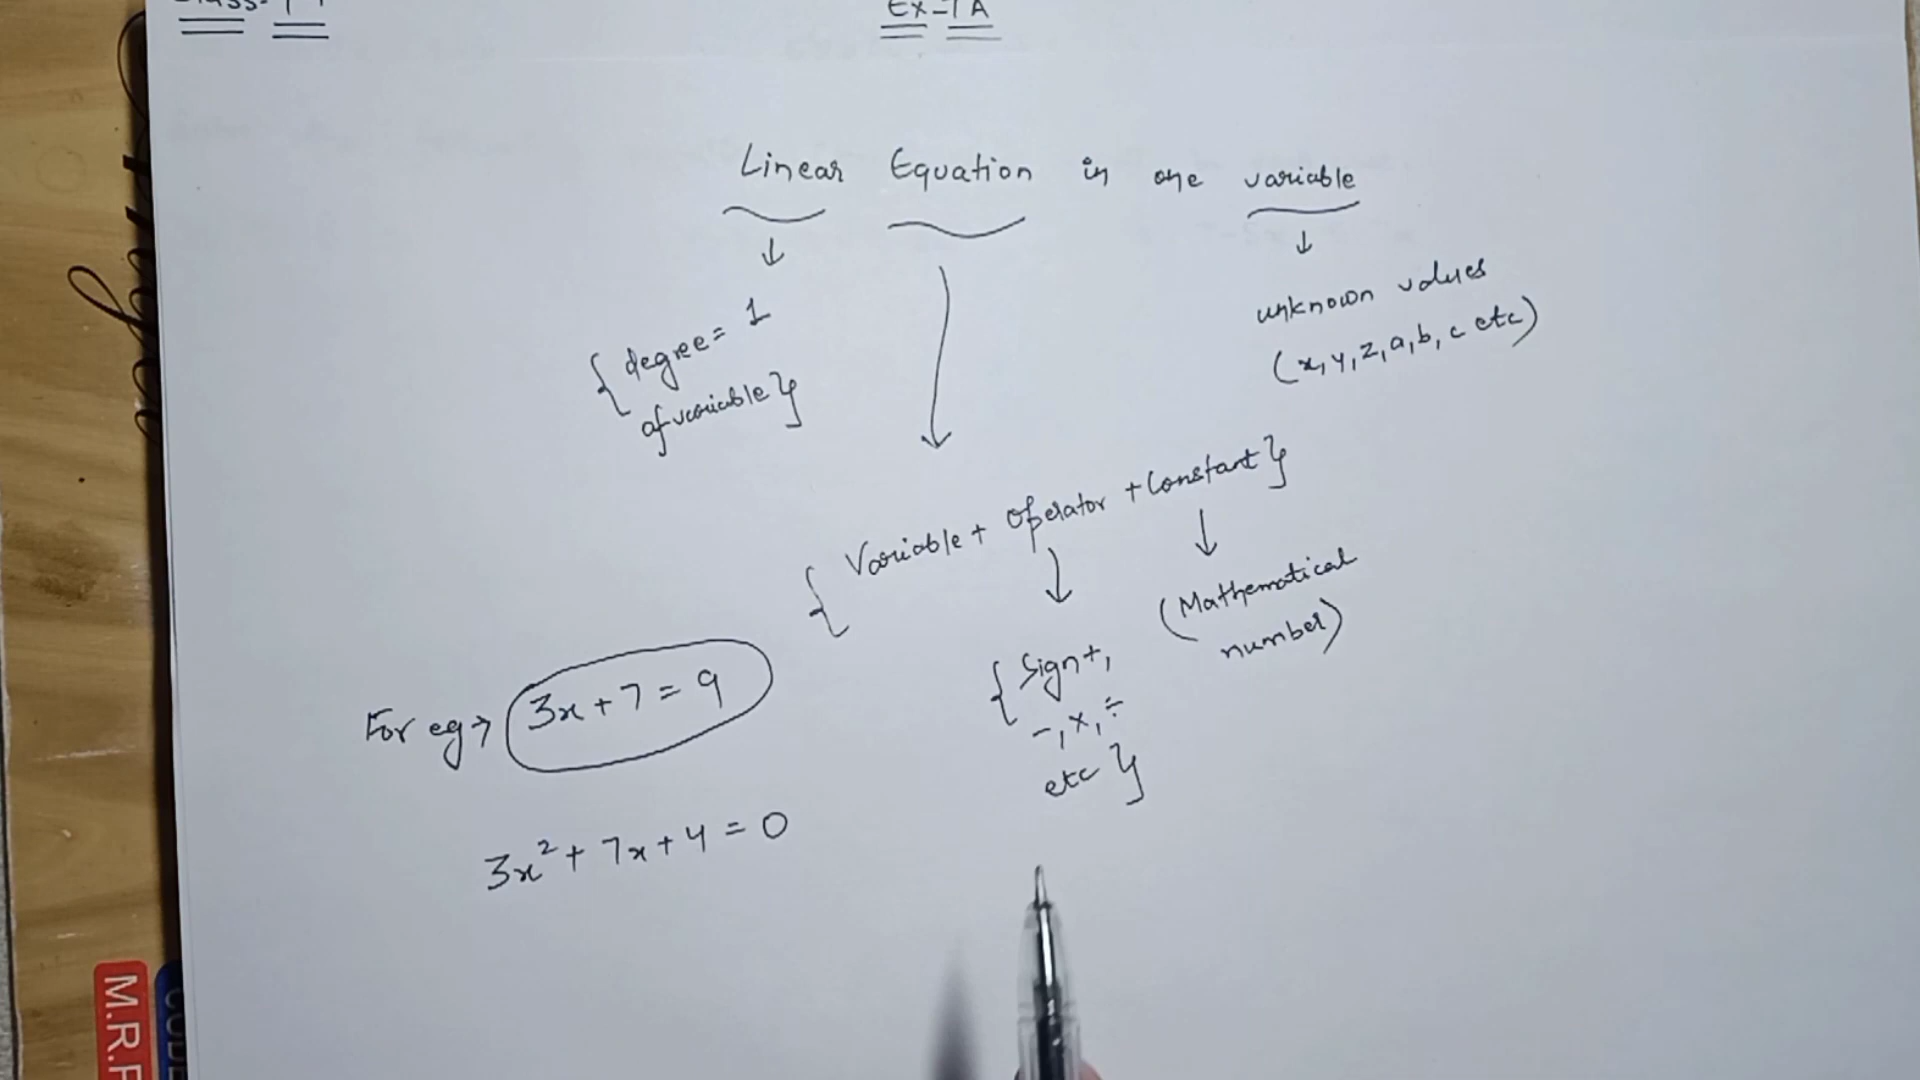 Ex-7A
Linear Equation in one variable
↓ ↓ ↓
unknown values
(x, y, z, a, b, c etc)
{ degree = 1
of variable }
{ Variable + Operator + Constant }
↓ ↓
(Mathematical
number)
{ Sign +,
-, ×, ÷
etc }
For eg → 3x + 7 = 9
3x² + 7x + 4 = 0
M.R.P